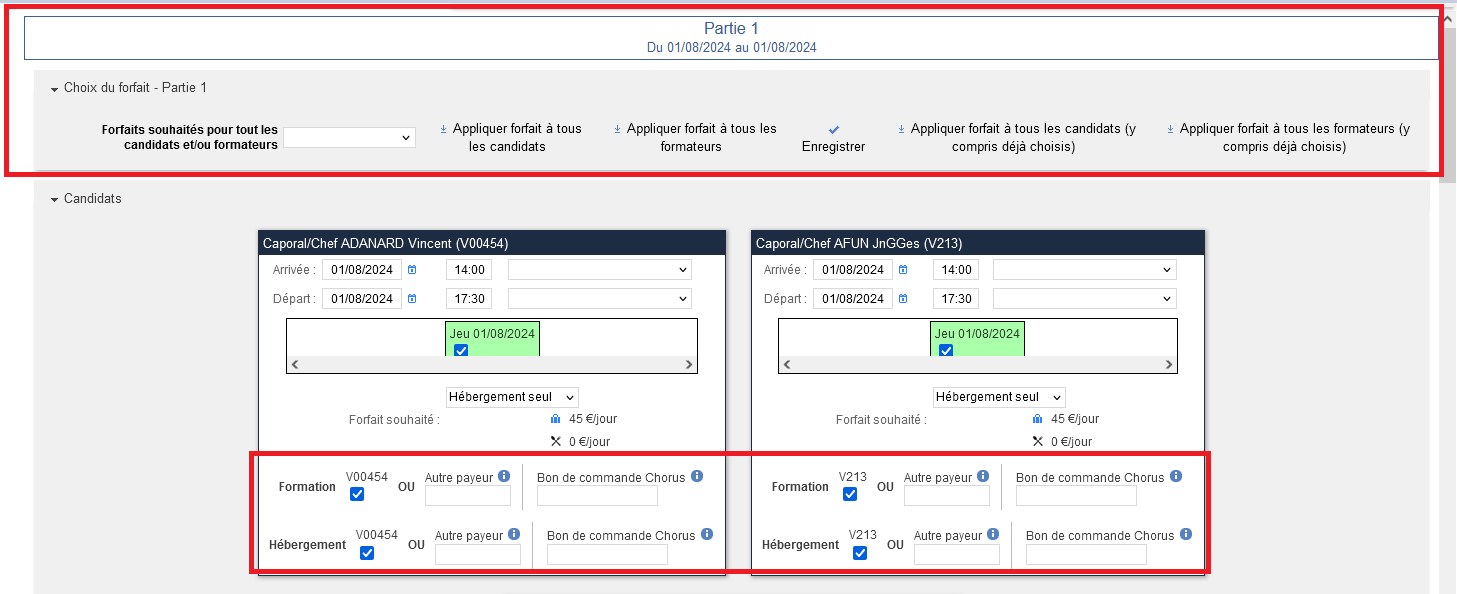 Partie 1
Du 01/08/2024 au 01/08/2024
Choix du forfait - Partie 1
Forfaits souhaités pour tout les
candidats et/ou formateurs
Appliquer forfait à tous
les candidats
Appliquer forfait à tous les
formateurs
Enregistrer
Appliquer forfait à tous les candidats (y
compris déjà choisis)
Appliquer forfait à tous les formateurs (y
compris déjà choisis)
Candidats
Caporal/Chef ADANARD Vincent (V00454)
Arrivée : 01/08/2024 14:00
Départ : 01/08/2024 17:30
Jeu 01/08/2024
Hébergement seul
Forfait souhaité : 45 €/jour
0 €/jour
V00454 Autre payeur Bon de commande Chorus
Formation OU
V00454 Autre payeur Bon de commande Chorus
Hébergement OU
Caporal/Chef AFUN JnGGes (V213)
Arrivée : 01/08/2024 14:00
Départ : 01/08/2024 17:30
Jeu 01/08/2024
Hébergement seul
Forfait souhaité : 45 €/jour
0 €/jour
V213 Autre payeur Bon de commande Chorus
Formation OU
V213 Autre payeur Bon de commande Chorus
Hébergement OU